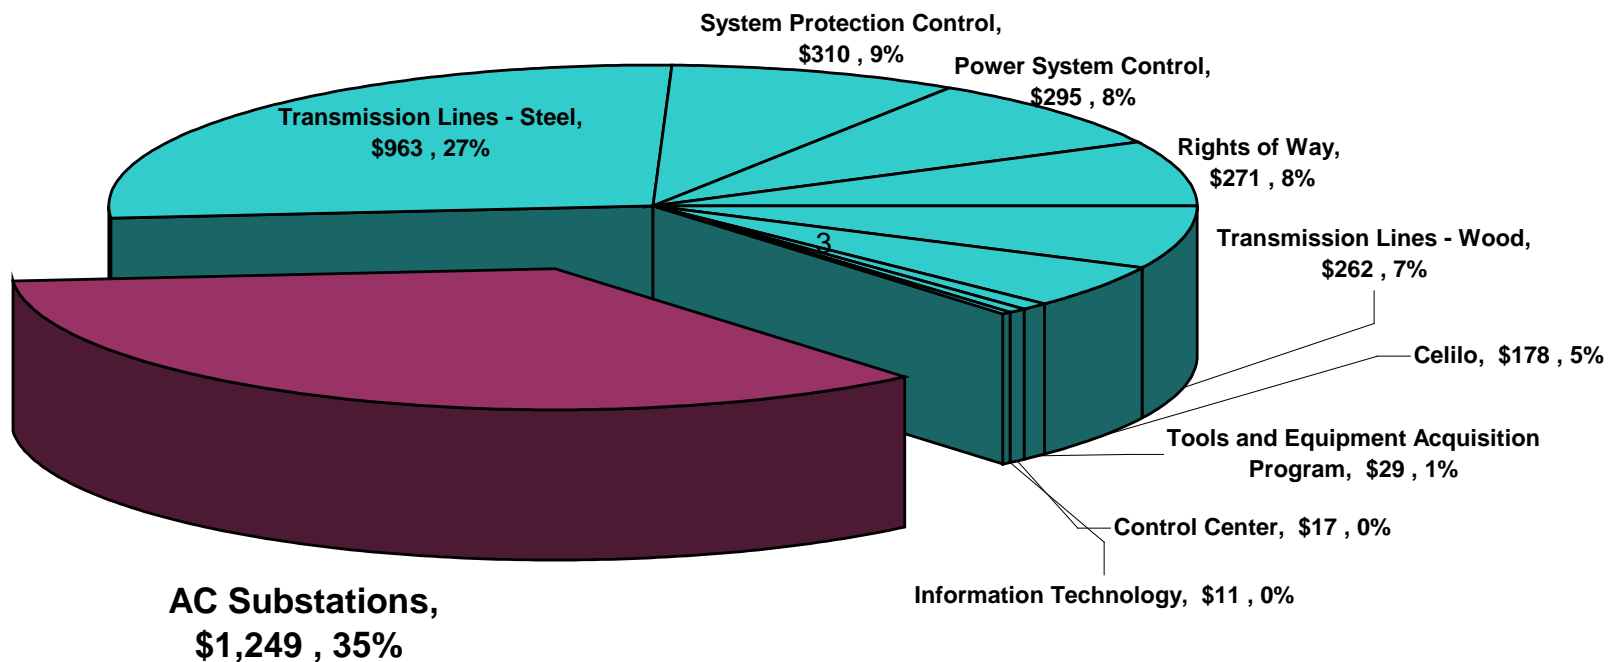 System Protection Control,
$310 , 9%
Power System Control,
$295 , 8%
Transmission Lines - Steel,
$963 , 27%
Rights of Way,
$271 , 8%
3
Transmission Lines - Wood,
$262 , 7%
Celilo, $178 , 5%
Tools and Equipment Acquisition
Program, $29 , 1%
Control Center, $17 , 0%
Information Technology, $11 , 0%
AC Substations,
$1,249 , 35%